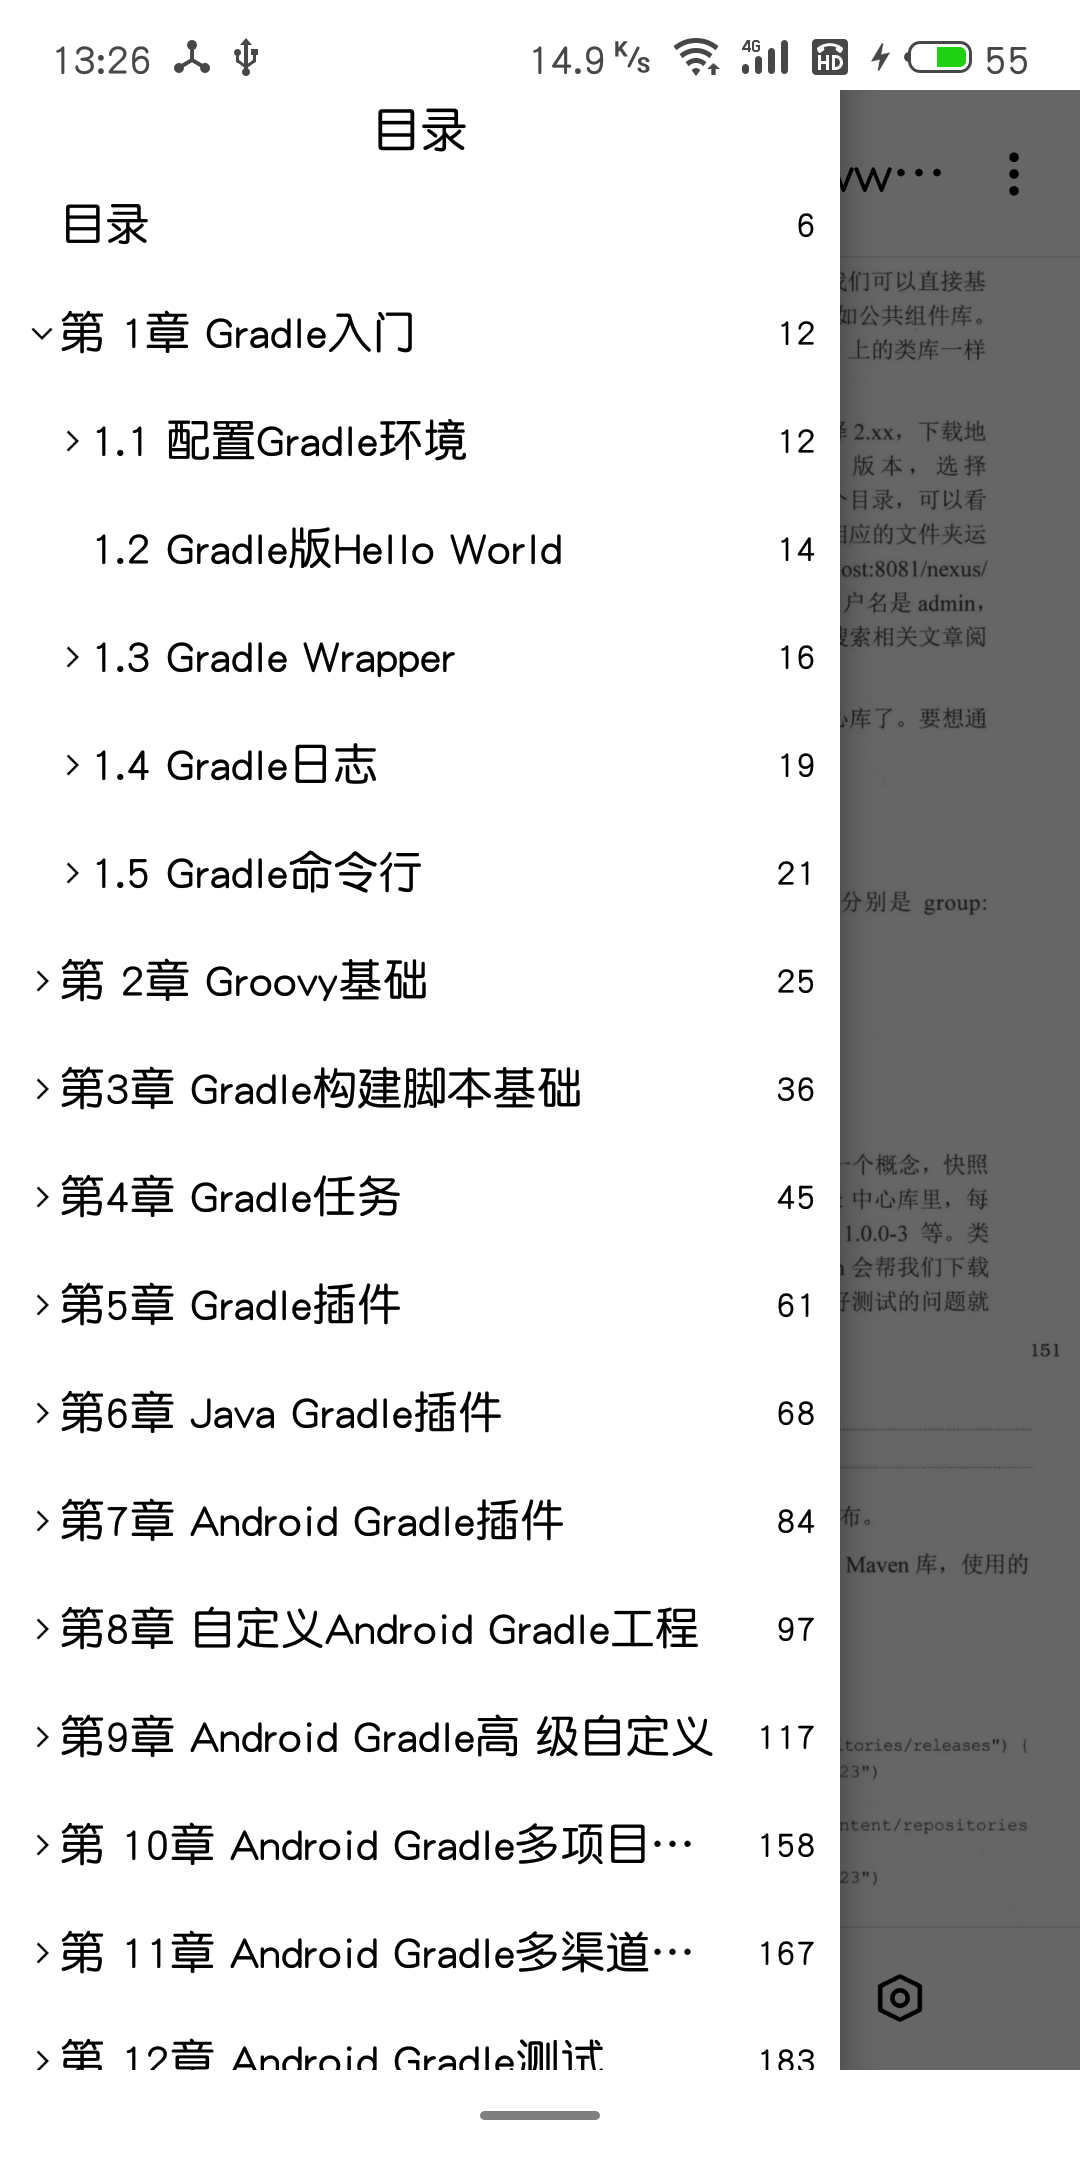 13:26 14.9 K/s 4G HD 55
目录
目录 6
第 1章 Gradle入门 12
1.1 配置Gradle环境 12
1.2 Gradle版Hello World 14
1.3 Gradle Wrapper 16
1.4 Gradle日志 19
1.5 Gradle命令行 21
第 2章 Groovy基础 25
第3章 Gradle构建脚本基础 36
第4章 Gradle任务 45
第5章 Gradle插件 61
第6章 Java Gradle插件 68
第7章 Android Gradle插件 84
第8章 自定义Android Gradle工程 97
第9章 Android Gradle高 级自定义 117
第 10章 Android Gradle多项目… 158
第 11章 Android Gradle多渠道… 167
第 12章 Android Gradle测试 183
w…
们可以直接基
如公共组件库。
上的类库一样
2.xx，下载地
版本，选择
个目录，可以看
相应的文件夹运
ost:8081/nexus/
户名是 admin，
搜索相关文章阅
心库了。要想通
分别是 group:
一个概念，快照
中心库里，每
1.0.0-3 等。类
会帮我们下载
好测试的问题就
151
布。
Maven 库，使用的
tories/releases") {
23")
ntent/repositories
23")